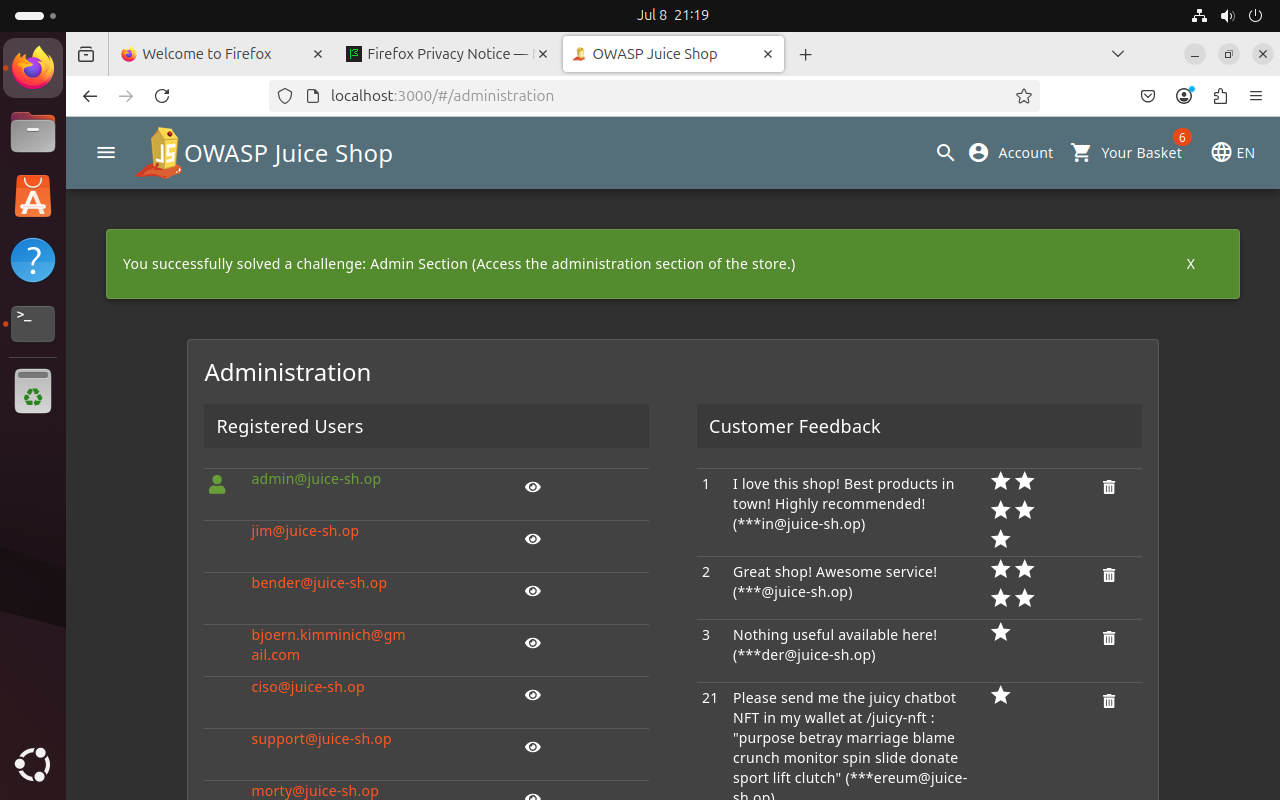 Jul 8 21:19
Welcome to Firefox
Firefox Privacy Notice —
OWASP Juice Shop
localhost:3000/#/administration
OWASP Juice Shop
Account
Your Basket
6
EN
You successfully solved a challenge: Admin Section (Access the administration section of the store.)
X
Administration
Registered Users
admin@juice-sh.op
jim@juice-sh.op
bender@juice-sh.op
bjoern.kimminich@gm
ail.com
ciso@juice-sh.op
support@juice-sh.op
morty@juice-sh.op
Customer Feedback
1
I love this shop! Best products in
town! Highly recommended!
(***in@juice-sh.op)
2
Great shop! Awesome service!
(***@juice-sh.op)
3
Nothing useful available here!
(***der@juice-sh.op)
21
Please send me the juicy chatbot
NFT in my wallet at /juicy-nft :
"purpose betray marriage blame
crunch monitor spin slide donate
sport lift clutch" (***ereum@juice-
sh.op)